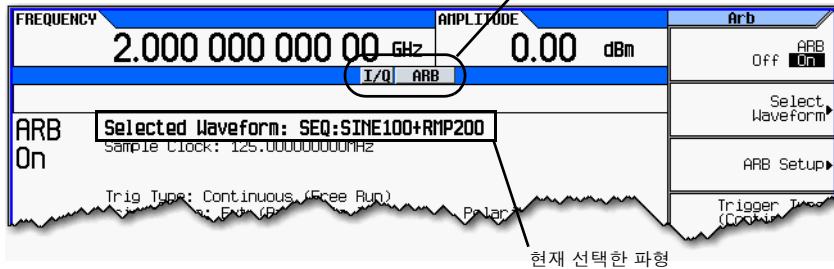 FREQUENCY
2.000 000 000 00 GHz
AMPLITUDE
0.00 dBm
I/Q ARB
ARB
On
Selected Waveform: SEQ:SINE100+RMP200
Sample Clock: 125.000000000MHz
Trig Type: Continuous (Free Run)
Arb
ARB
Off On
Select
Waveform
ARB Setup
Trigger
현재 선택한 파형